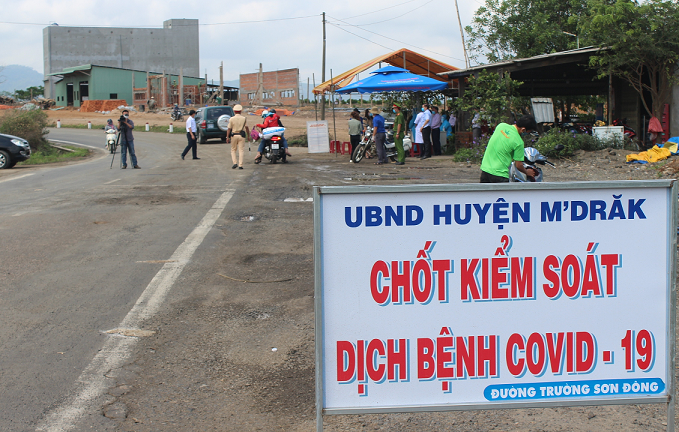 UBND HUYỆN M'DRĂK
CHỐT KIỂM SOÁT
DỊCH BỆNH COVID - 19
ĐƯỜNG TRƯỜNG SƠN ĐÔNG